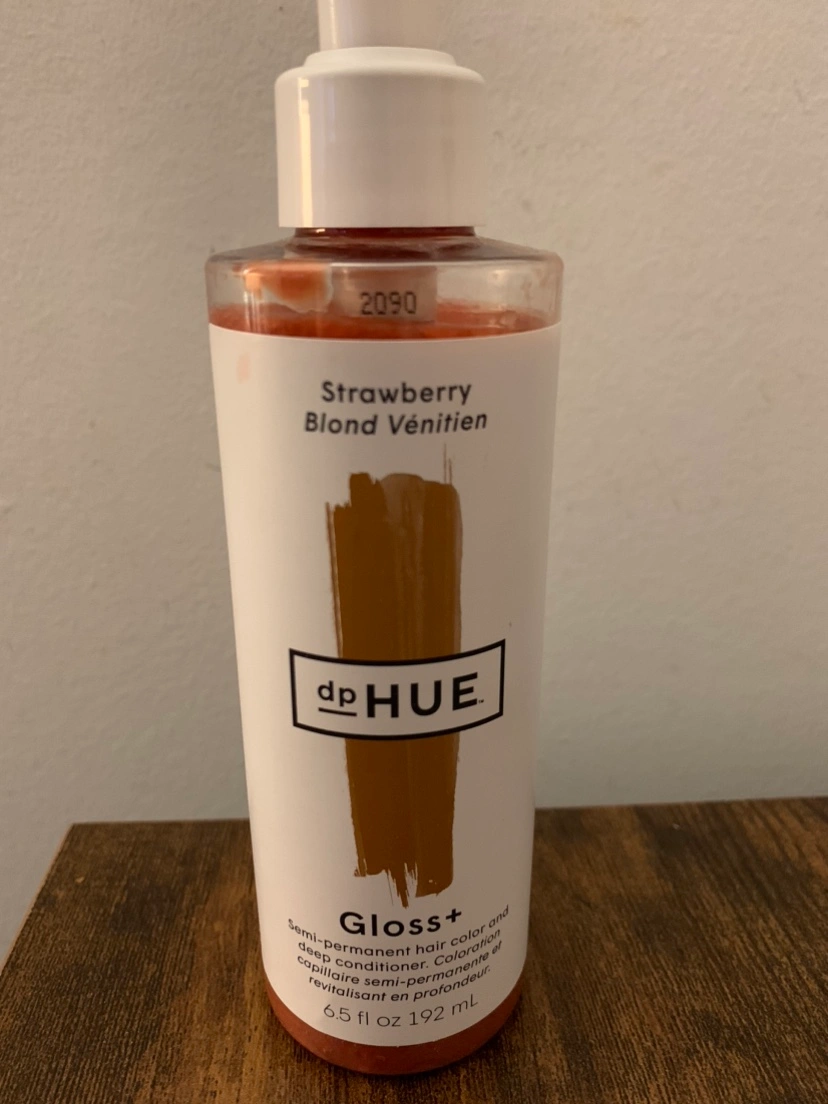 2090
Strawberry
Blond Vénitien
dpHUE™
Gloss+
Semi-permanent hair color and
deep conditioner. Coloration
capillaire semi-permanente et
revitalisant en profondeur.
6.5 fl oz 192 mL